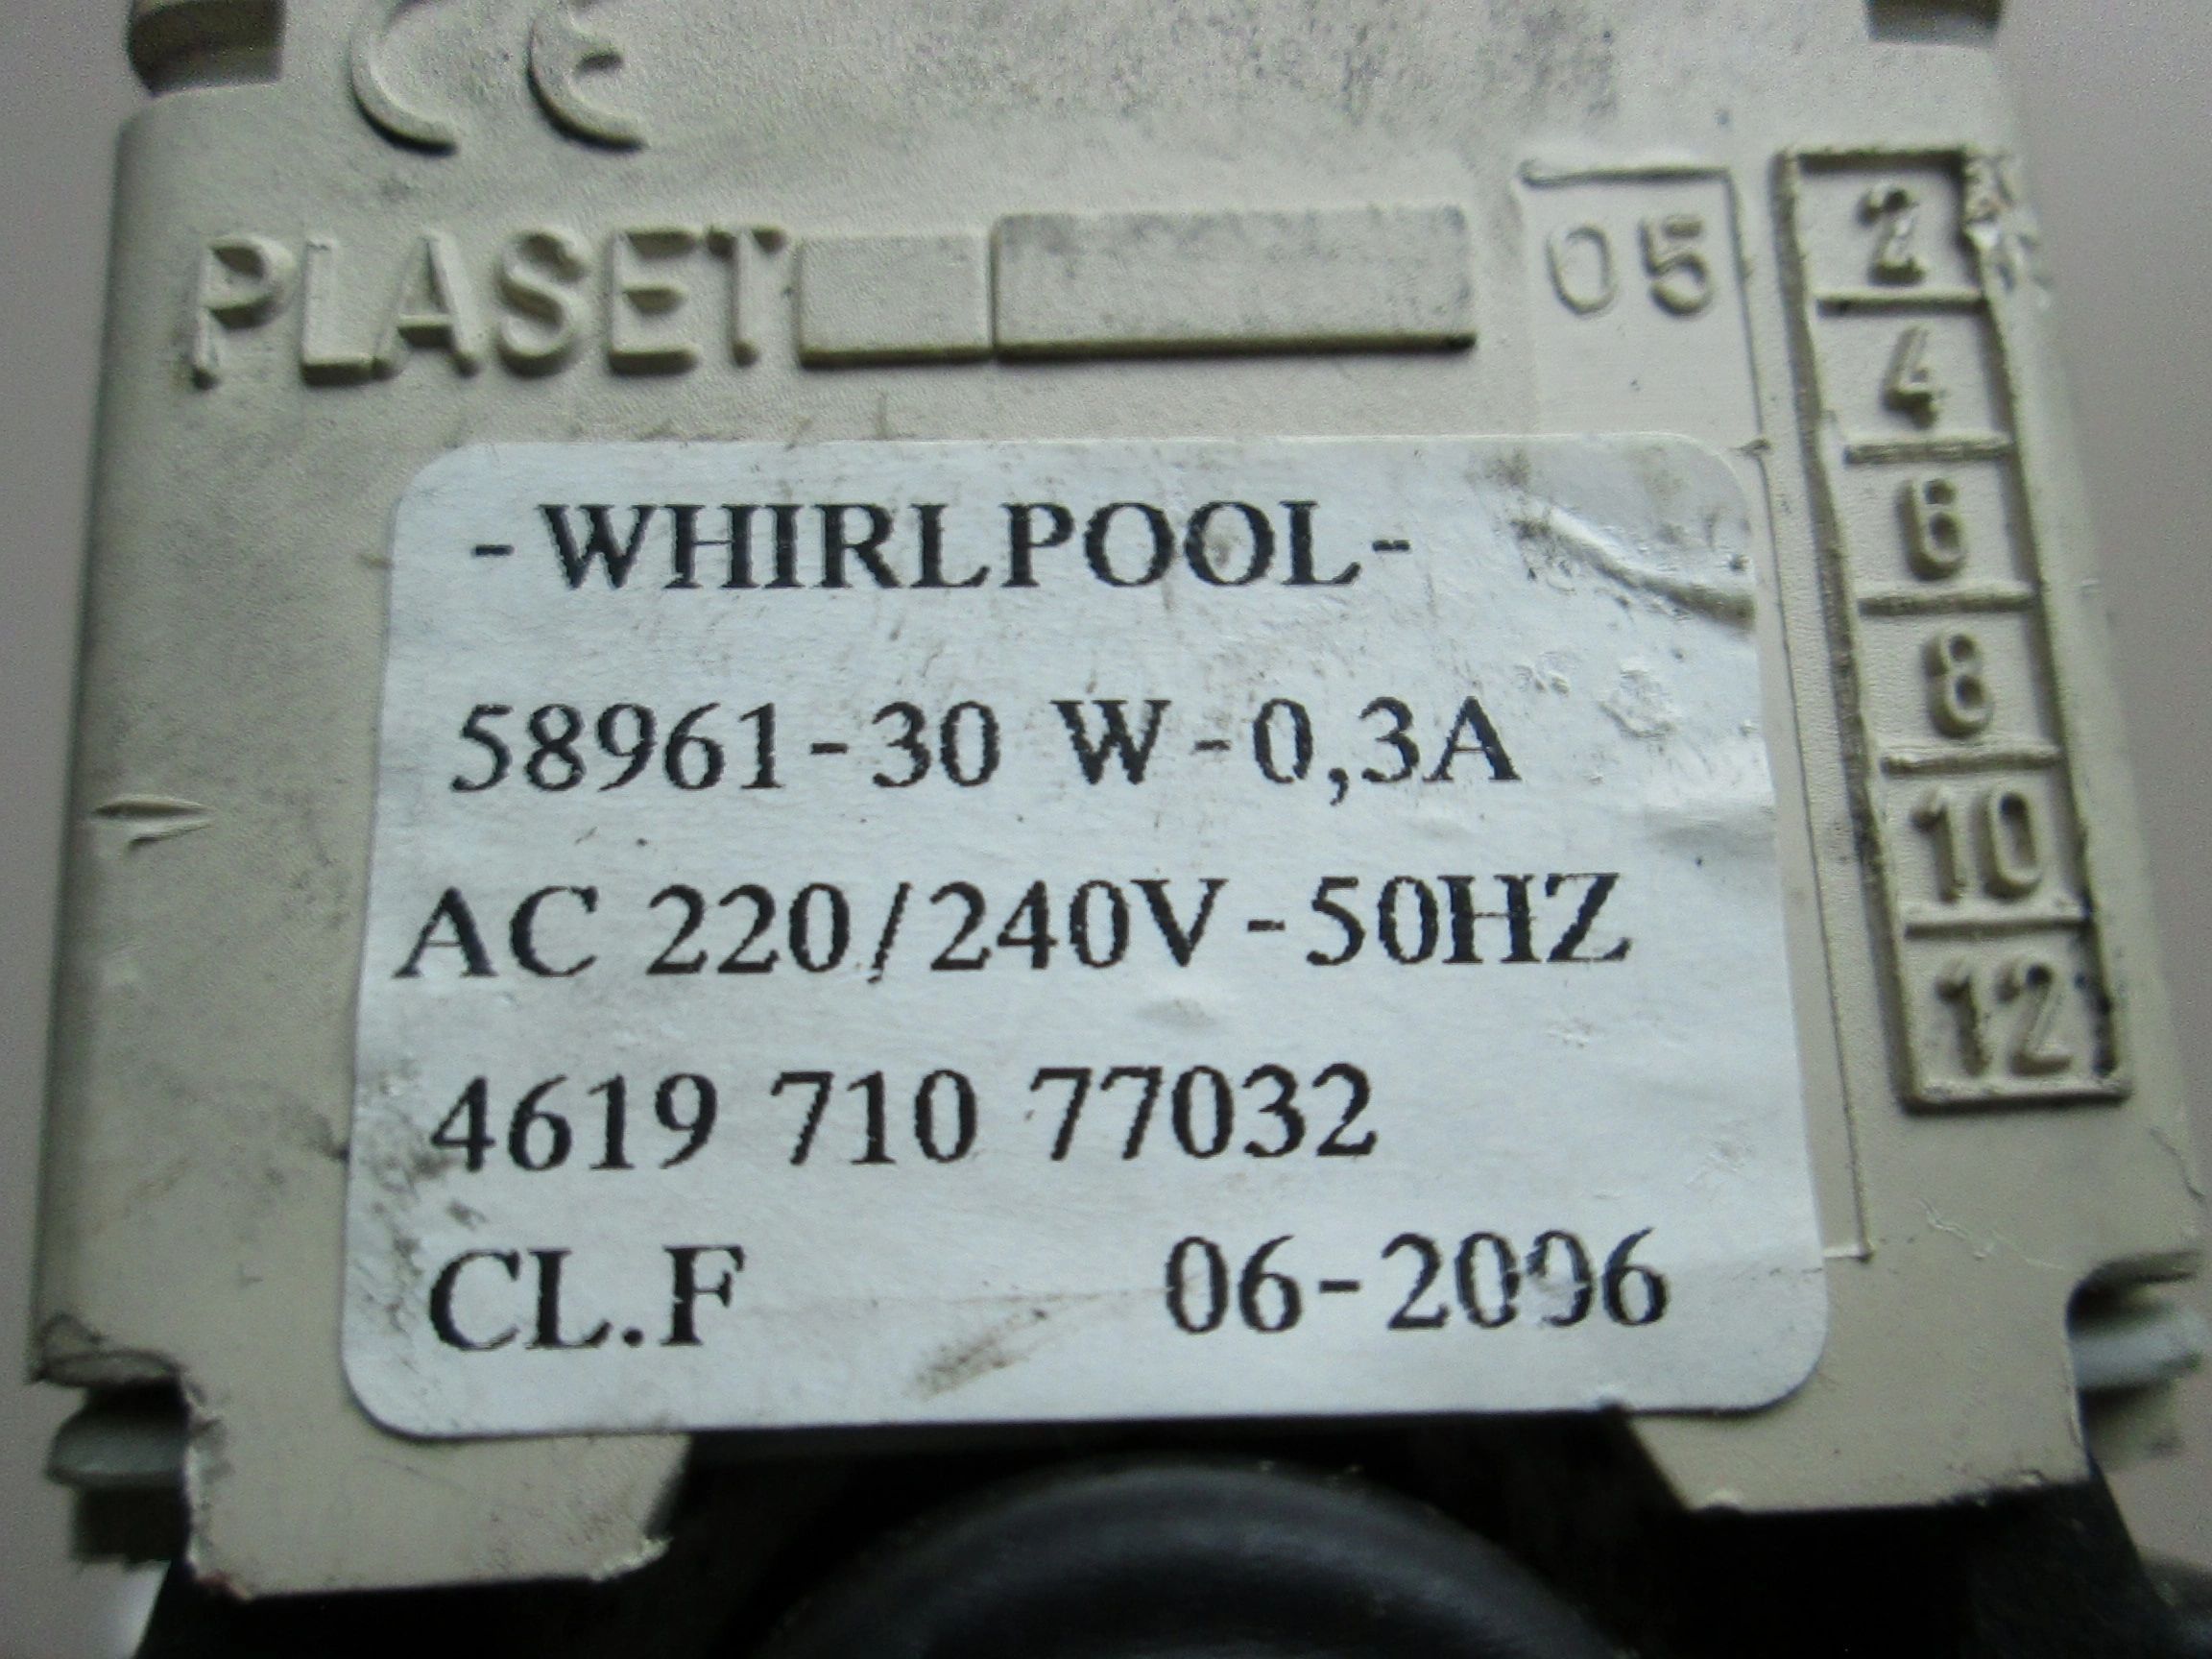 CE
PLASET 05
2
4
6
8
10
12
-WHIRLPOOL-
58961-30 W-0,3A
AC 220/240V-50HZ
4619 710 77032
CL.F 06-2006